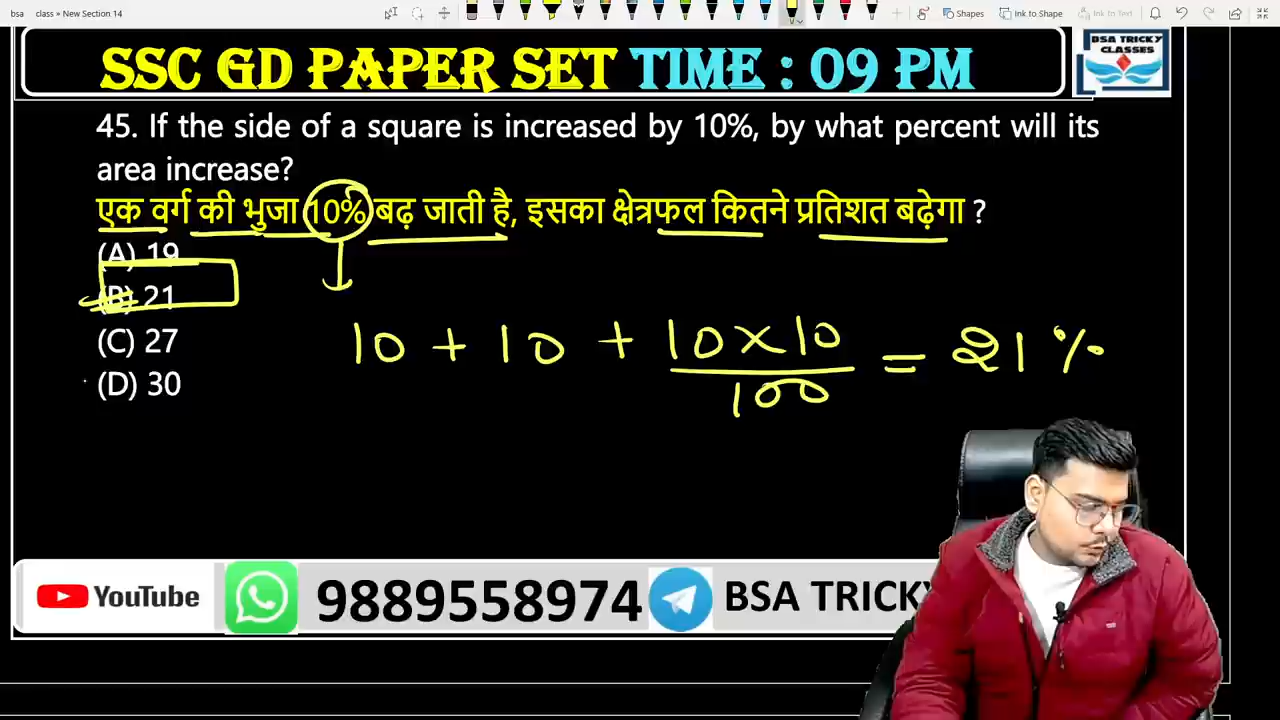 bsa class » New Section 14
Shapes Ink to Shape Ink to Text
SSC GD PAPER SET TIME : 09 PM
BSA TRICKY
CLASSES
45. If the side of a square is increased by 10%, by what percent will its
area increase?
एक वर्ग की भुजा 10% बढ़ जाती है, इसका क्षेत्रफल कितने प्रतिशत बढ़ेगा ?
(A) 19
(B) 21
(C) 27
(D) 30
10 + 10 + 10 × 10 / 100 = 21 %
YouTube 9889558974 BSA TRICKY